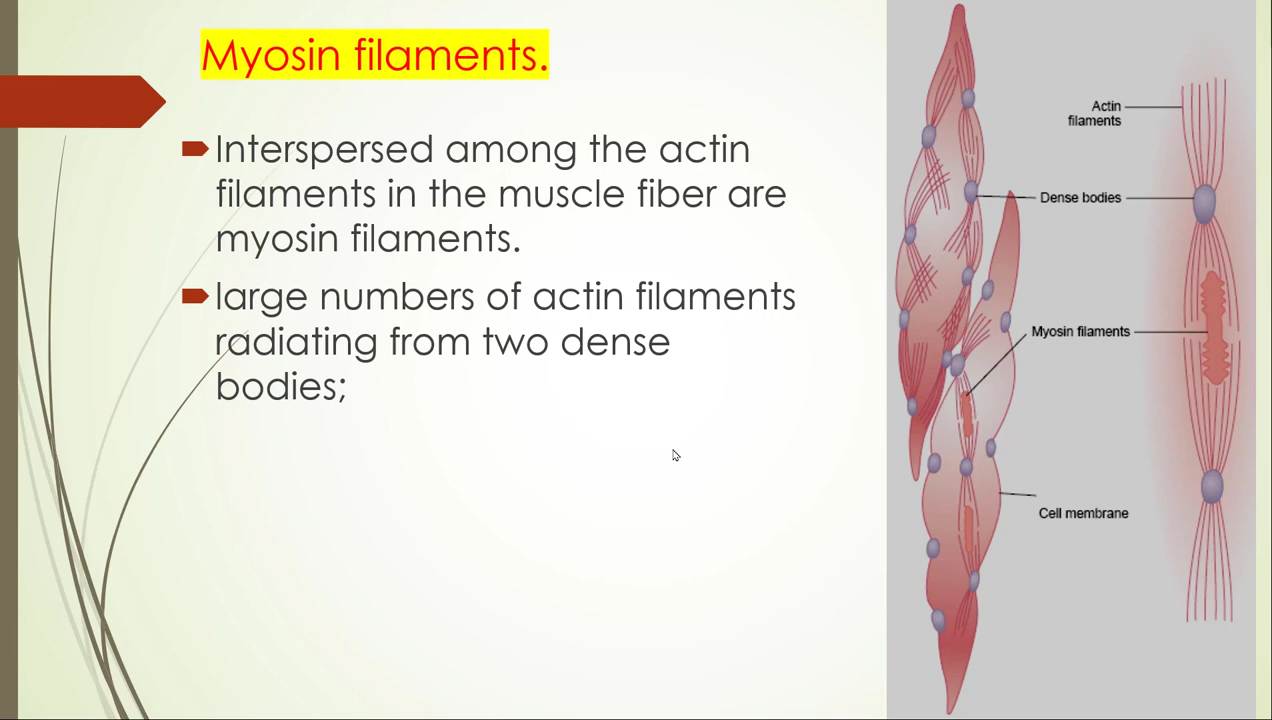 Myosin filaments.
Interspersed among the actin
filaments in the muscle fiber are
myosin filaments.
large numbers of actin filaments
radiating from two dense
bodies;
Actin
filaments
Dense bodies
Myosin filaments
Cell membrane